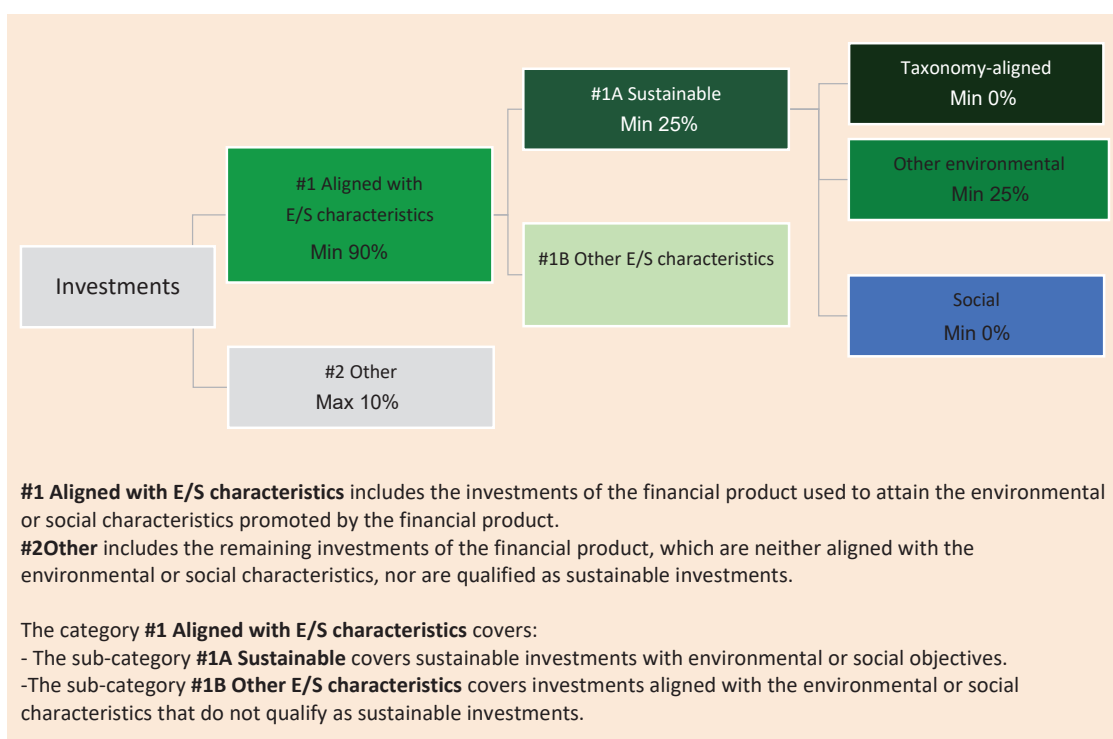 Taxonomy-aligned
Min 0%
#1A Sustainable
Min 25%
Other environmental
Min 25%
#1 Aligned with
E/S characteristics
Min 90%
#1B Other E/S characteristics
Investments
Social
Min 0%
#2 Other
Max 10%
#1 Aligned with E/S characteristics includes the investments of the financial product used to attain the environmental
or social characteristics promoted by the financial product.
#2Other includes the remaining investments of the financial product, which are neither aligned with the
environmental or social characteristics, nor are qualified as sustainable investments.
The category #1 Aligned with E/S characteristics covers:
- The sub-category #1A Sustainable covers sustainable investments with environmental or social objectives.
-The sub-category #1B Other E/S characteristics covers investments aligned with the environmental or social
characteristics that do not qualify as sustainable investments.